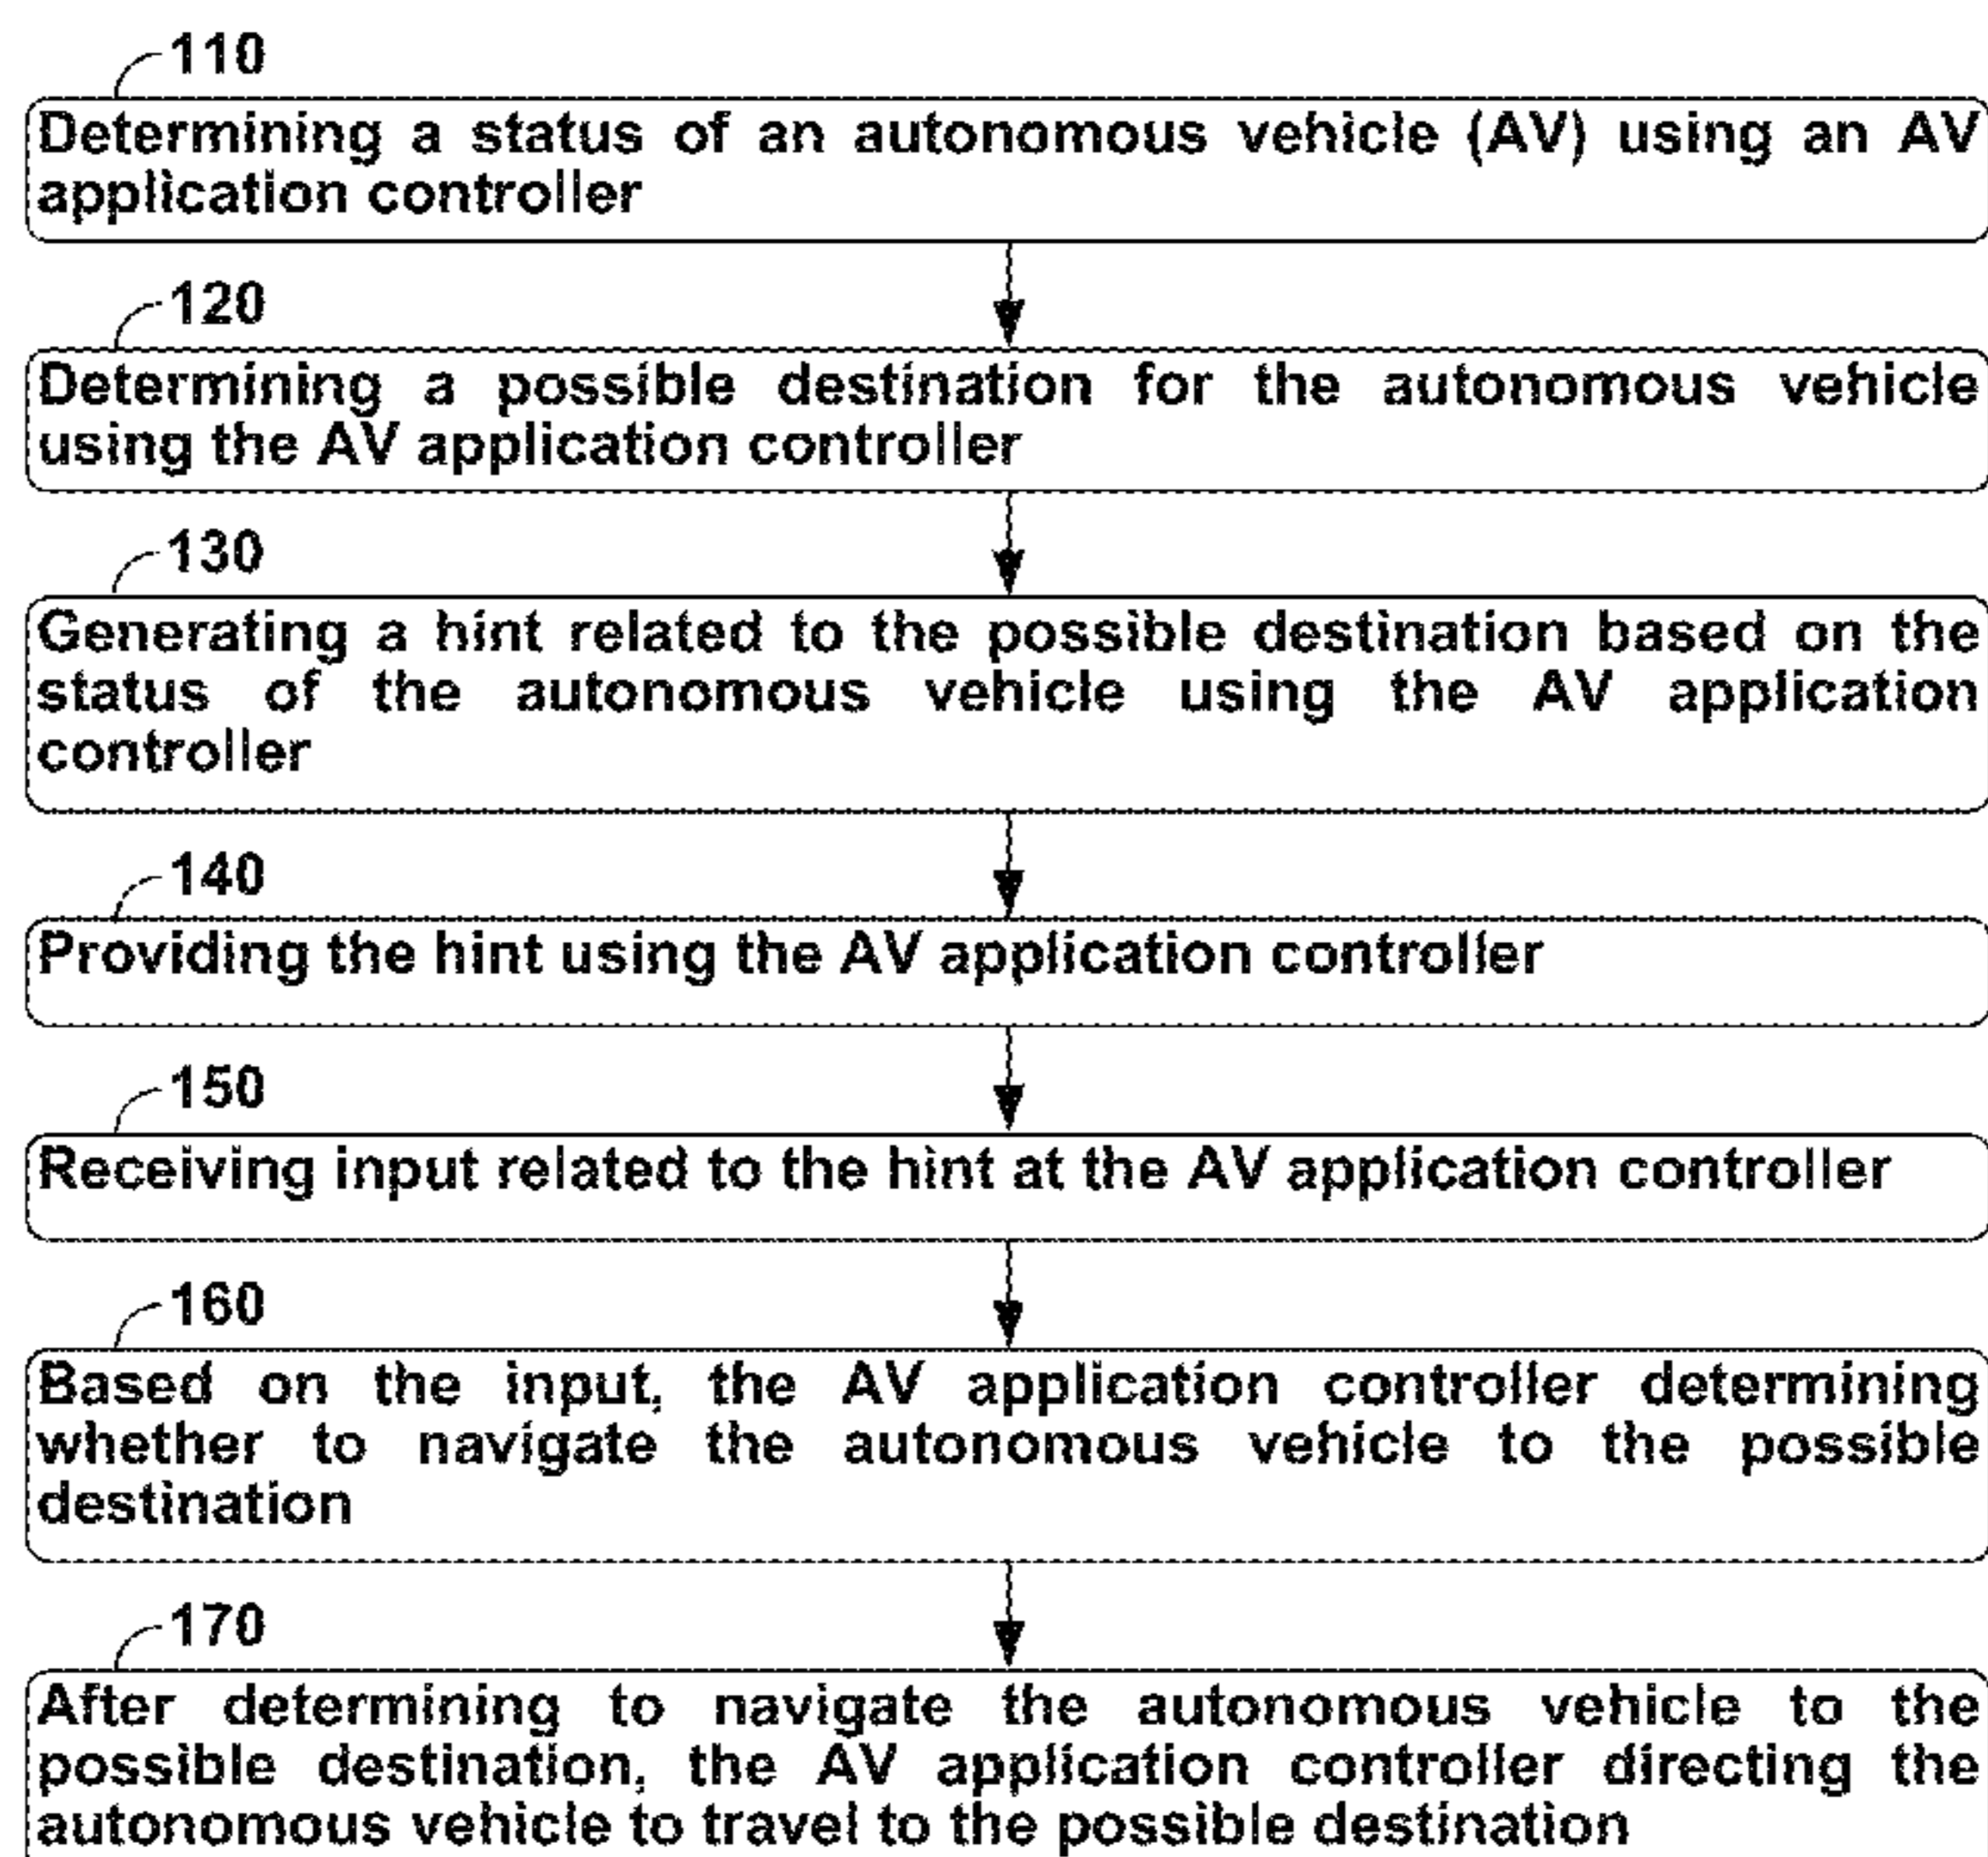 110
Determining a status of an autonomous vehicle (AV) using an AV
application controller
120
Determining a possible destination for the autonomous vehicle
using the AV application controller
130
Generating a hint related to the possible destination based on the
status of the autonomous vehicle using the AV application
controller
140
Providing the hint using the AV application controller
150
Receiving input related to the hint at the AV application controller
160
Based on the input, the AV application controller determining
whether to navigate the autonomous vehicle to the possible
destination
170
After determining to navigate the autonomous vehicle to the
possible destination, the AV application controller directing the
autonomous vehicle to travel to the possible destination